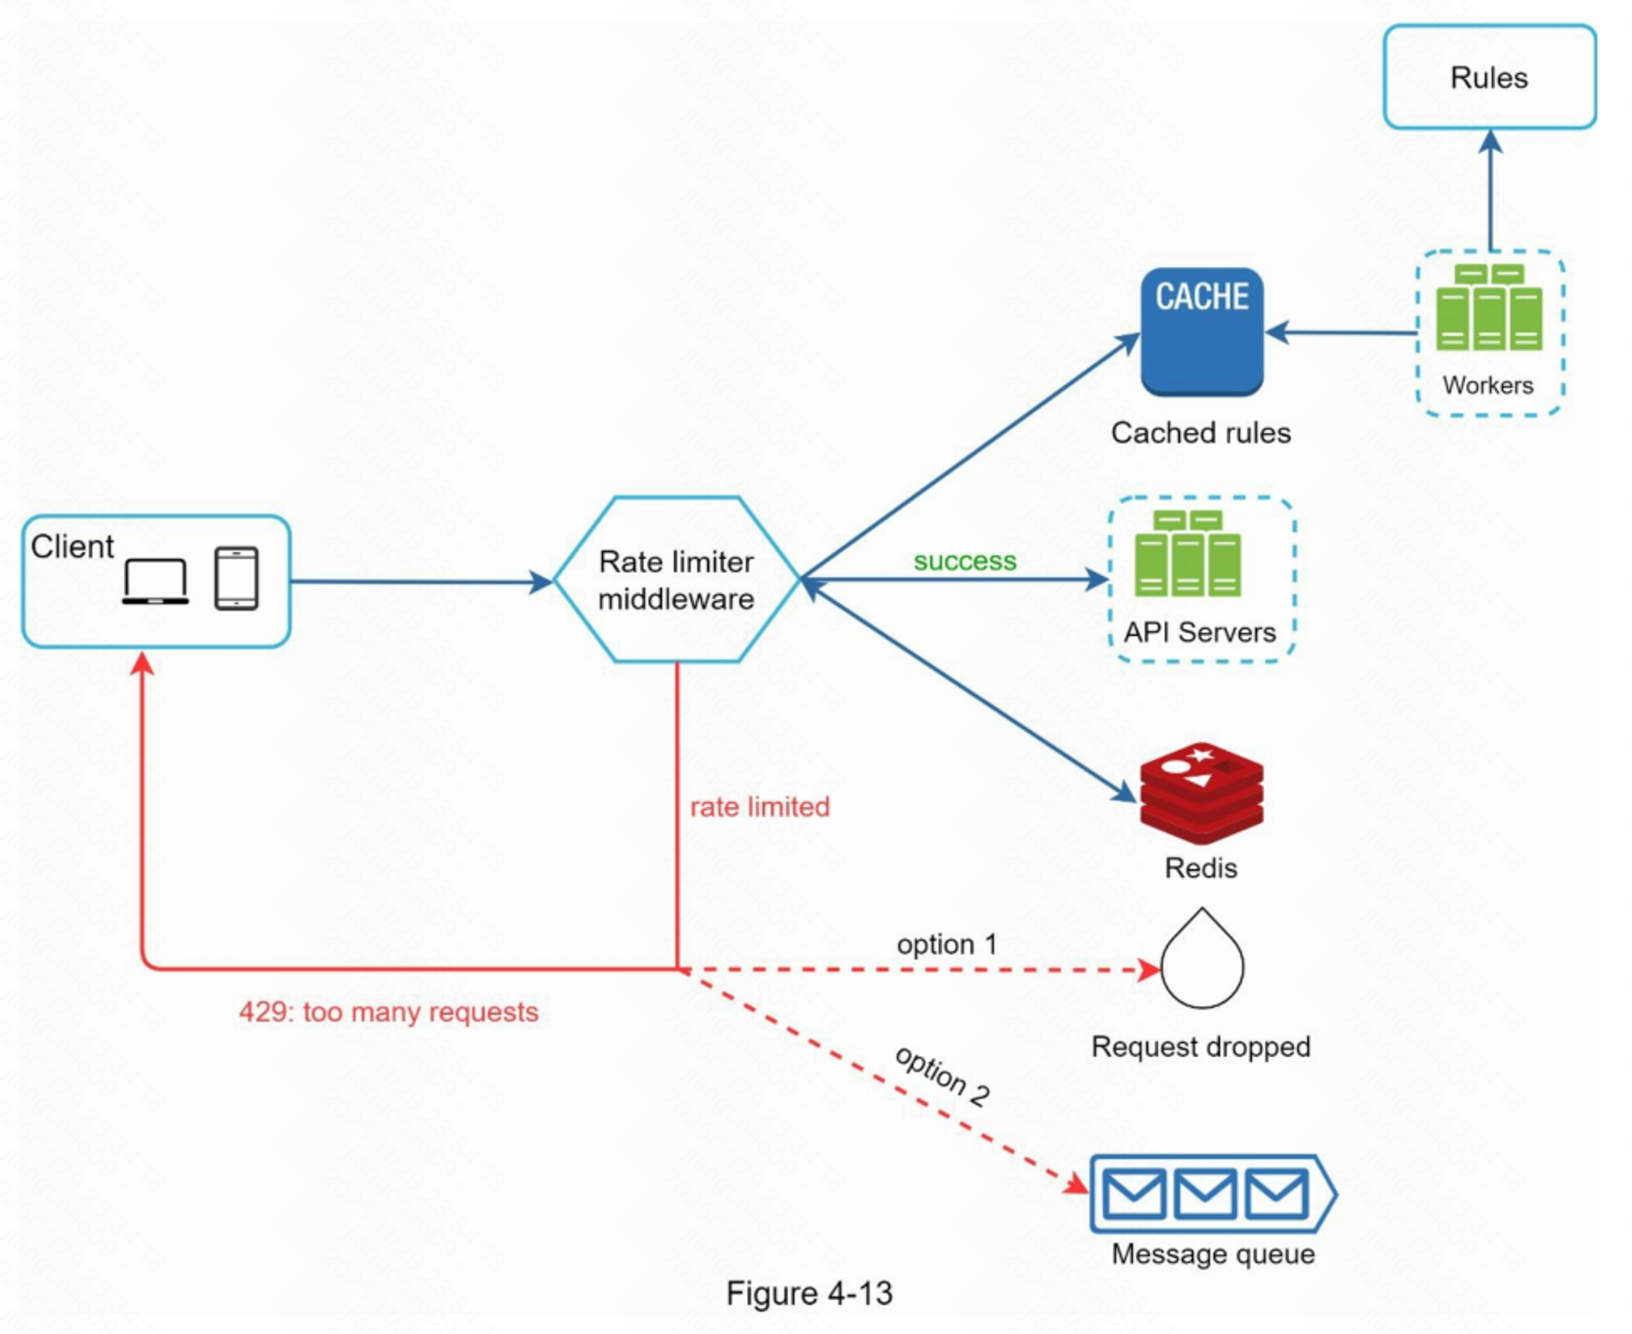 Rules
CACHE
Workers
Cached rules
Client
Rate limiter
middleware
success
API Servers
rate limited
Redis
option 1
429: too many requests
Request dropped
option 2
Message queue
Figure 4-13